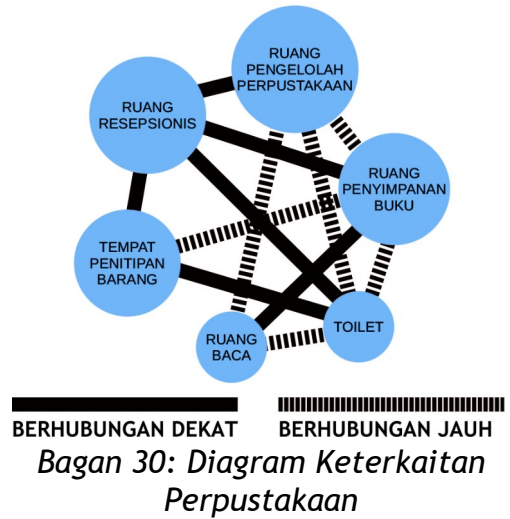 RUANG
PENGELOLAH
PERPUSTAKAAN
RUANG
RESEPSIONIS
RUANG
PENYIMPANAN
BUKU
TEMPAT
PENITIPAN
BARANG
TOILET
RUANG
BACA
BERHUBUNGAN DEKAT
BERHUBUNGAN JAUH
Bagan 30: Diagram Keterkaitan
Perpustakaan